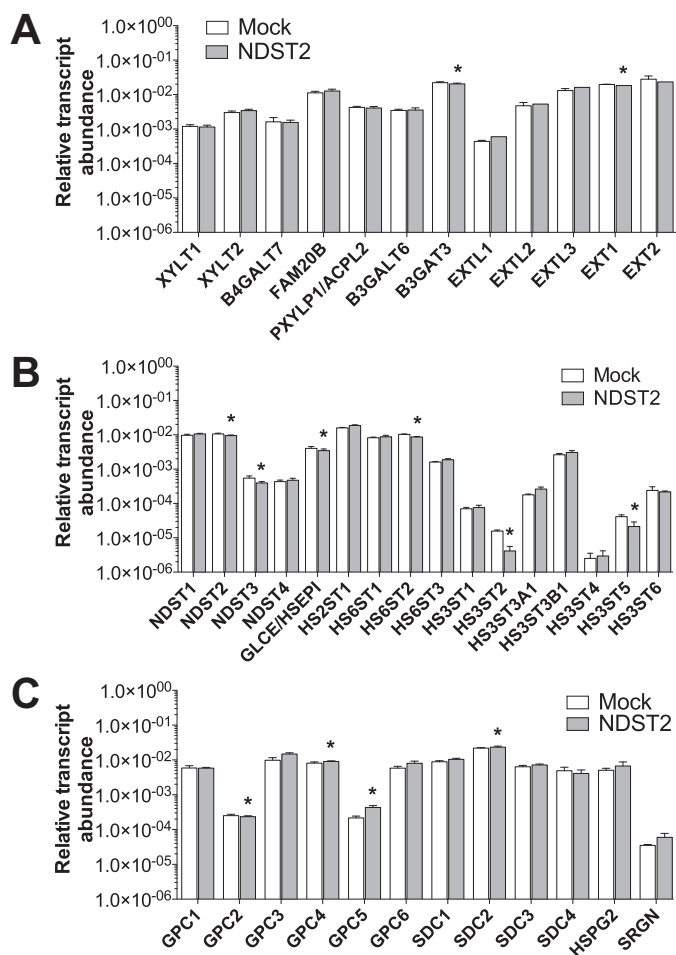 A
Mock
NDST2
Relative transcript
abundance
1.0×10⁰⁰
1.0×10⁻⁰¹
1.0×10⁻⁰²
1.0×10⁻⁰³
1.0×10⁻⁰⁴
1.0×10⁻⁰⁵
1.0×10⁻⁰⁶
*
*
XYLT1
XYLT2
B4GALT7
FAM20B
PXYLP1/ACPL2
B3GALT6
B3GAT3
EXTL1
EXTL2
EXTL3
EXT1
EXT2
B
Mock
NDST2
Relative transcript
abundance
1.0×10⁰⁰
1.0×10⁻⁰¹
1.0×10⁻⁰²
1.0×10⁻⁰³
1.0×10⁻⁰⁴
1.0×10⁻⁰⁵
1.0×10⁻⁰⁶
*
*
*
*
*
*
NDST1
NDST2
NDST3
NDST4
GLCE/HSEPI
HS2ST1
HS6ST1
HS6ST2
HS6ST3
HS3ST1
HS3ST2
HS3ST3A1
HS3ST3B1
HS3ST4
HS3ST5
HS3ST6
C
Mock
NDST2
Relative transcript
abundance
1.0×10⁰⁰
1.0×10⁻⁰¹
1.0×10⁻⁰²
1.0×10⁻⁰³
1.0×10⁻⁰⁴
1.0×10⁻⁰⁵
1.0×10⁻⁰⁶
*
*
*
*
GPC1
GPC2
GPC3
GPC4
GPC5
GPC6
SDC1
SDC2
SDC3
SDC4
HSPG2
SRGN